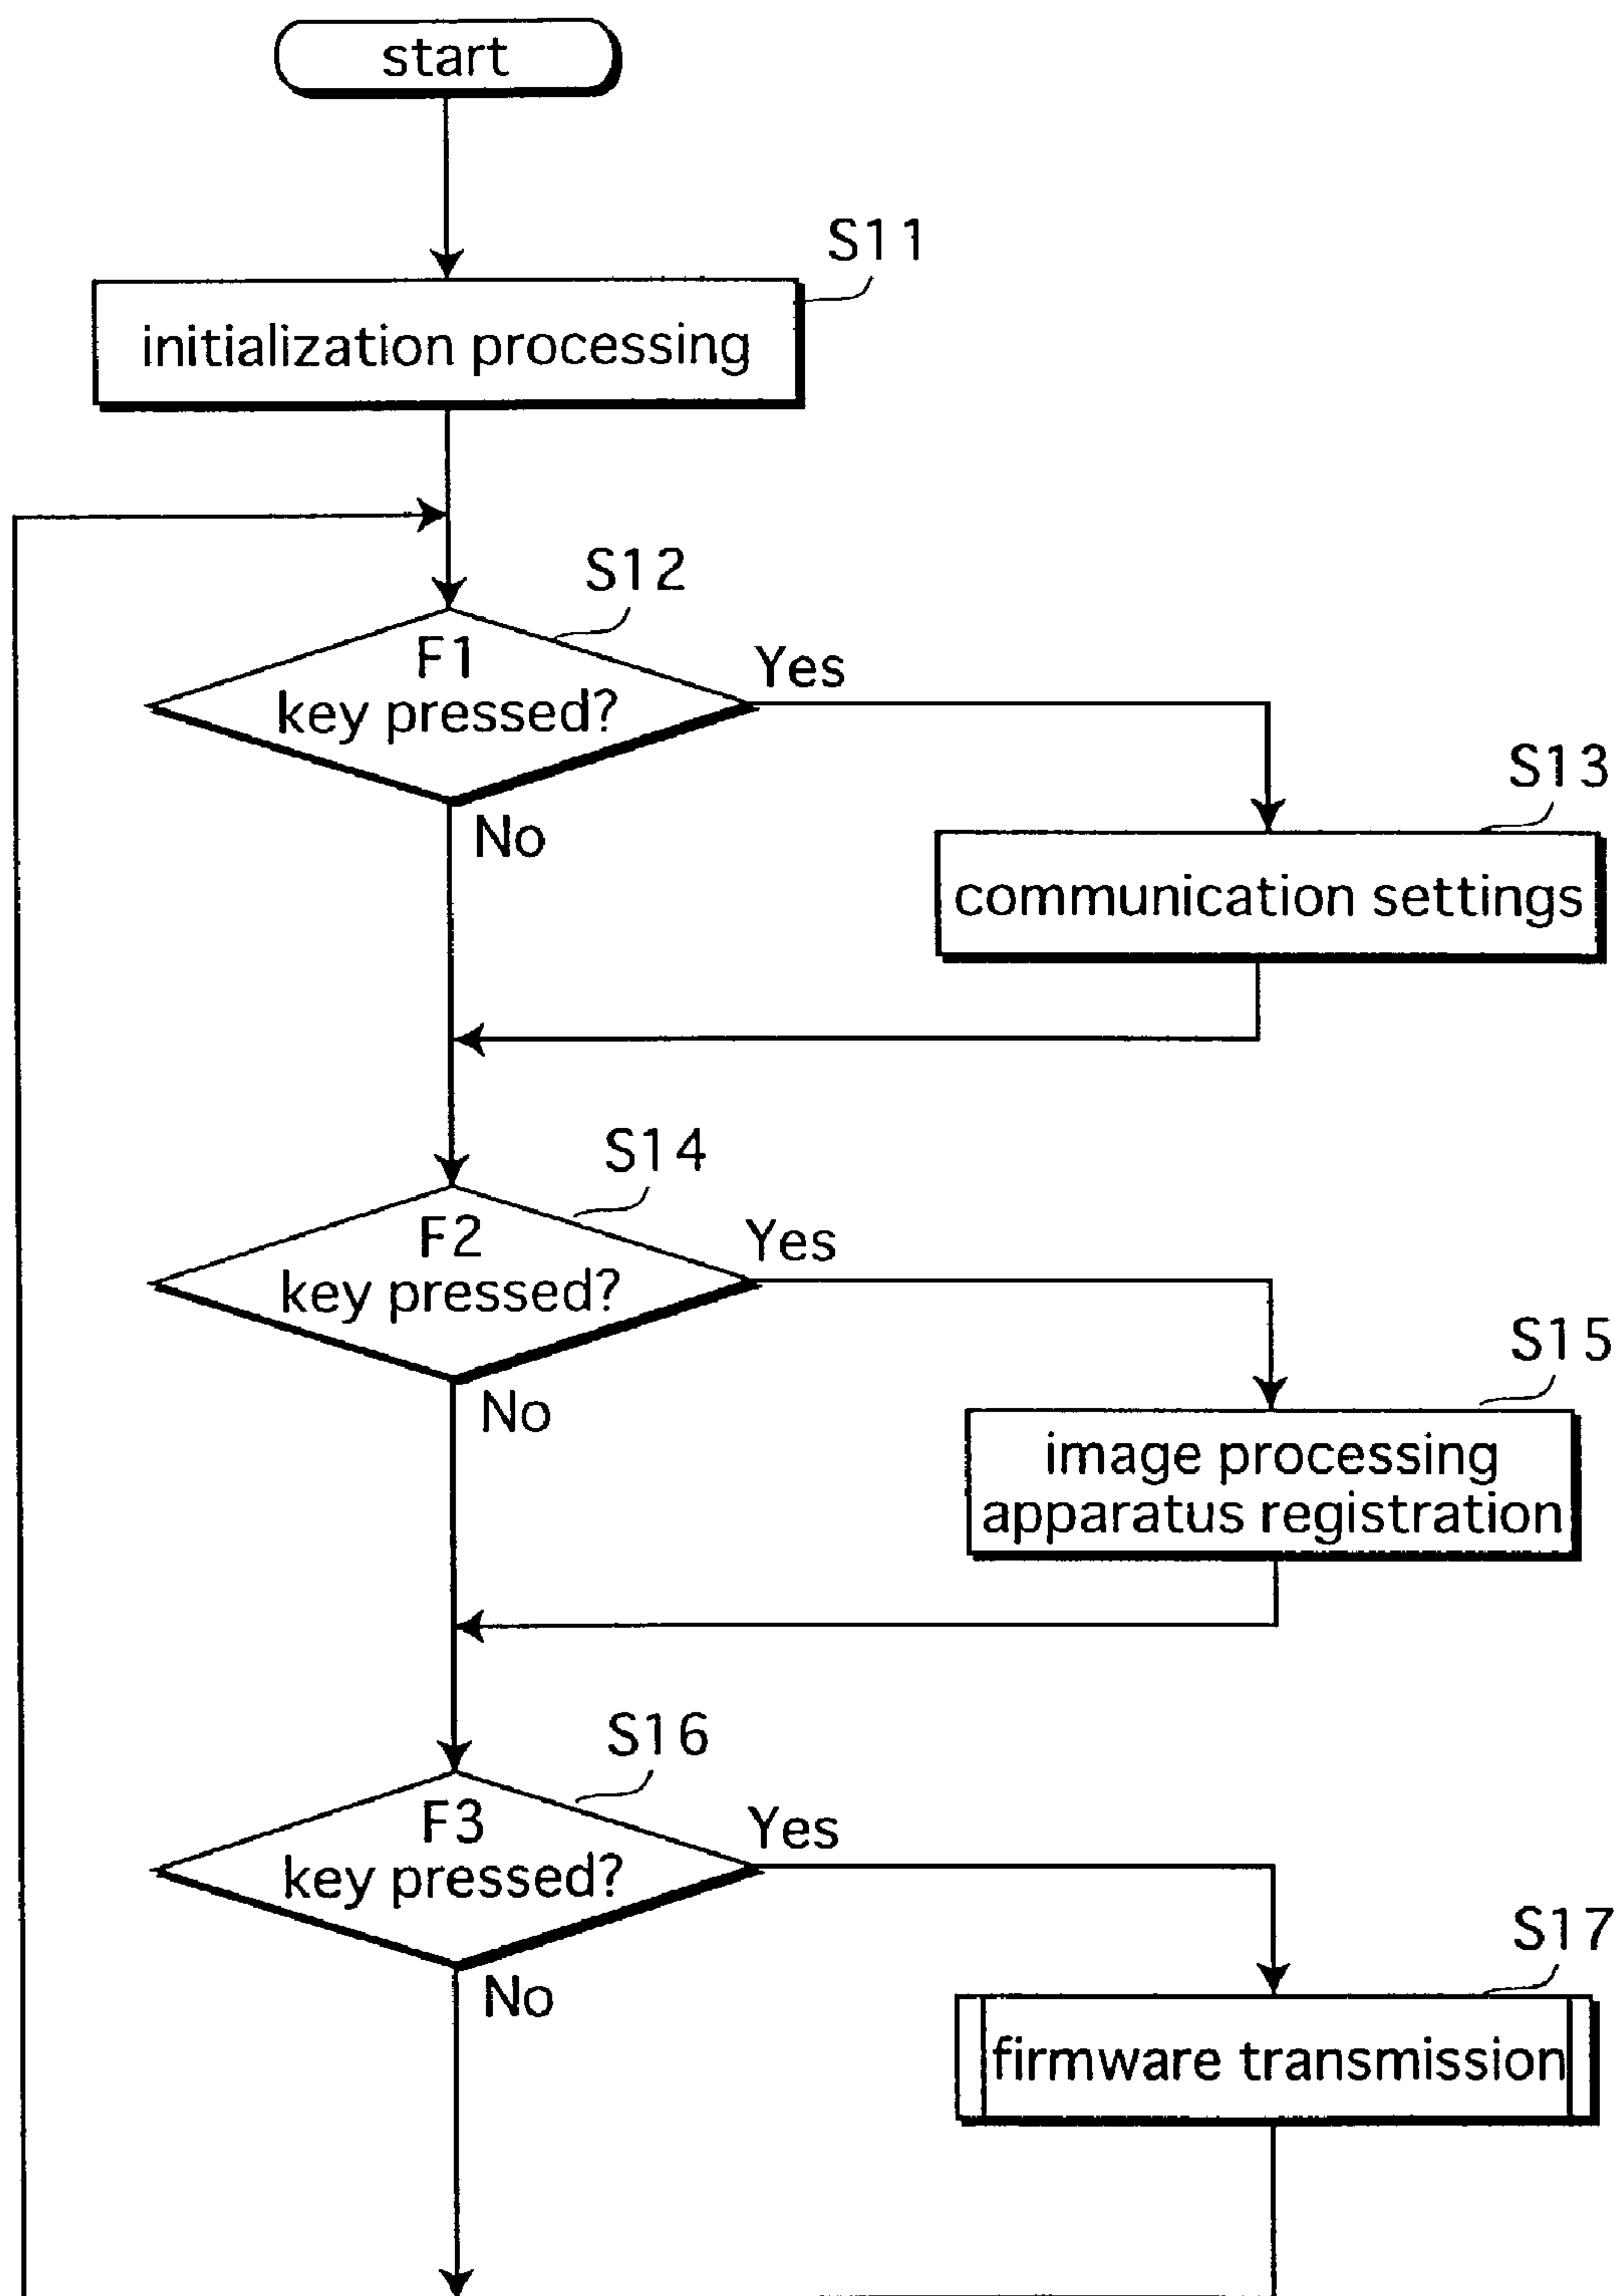 start
S11
initialization processing
S12
F1
key pressed?
Yes
No
S13
communication settings
S14
F2
key pressed?
Yes
No
S15
image processing
apparatus registration
S16
F3
key pressed?
Yes
No
S17
firmware transmission